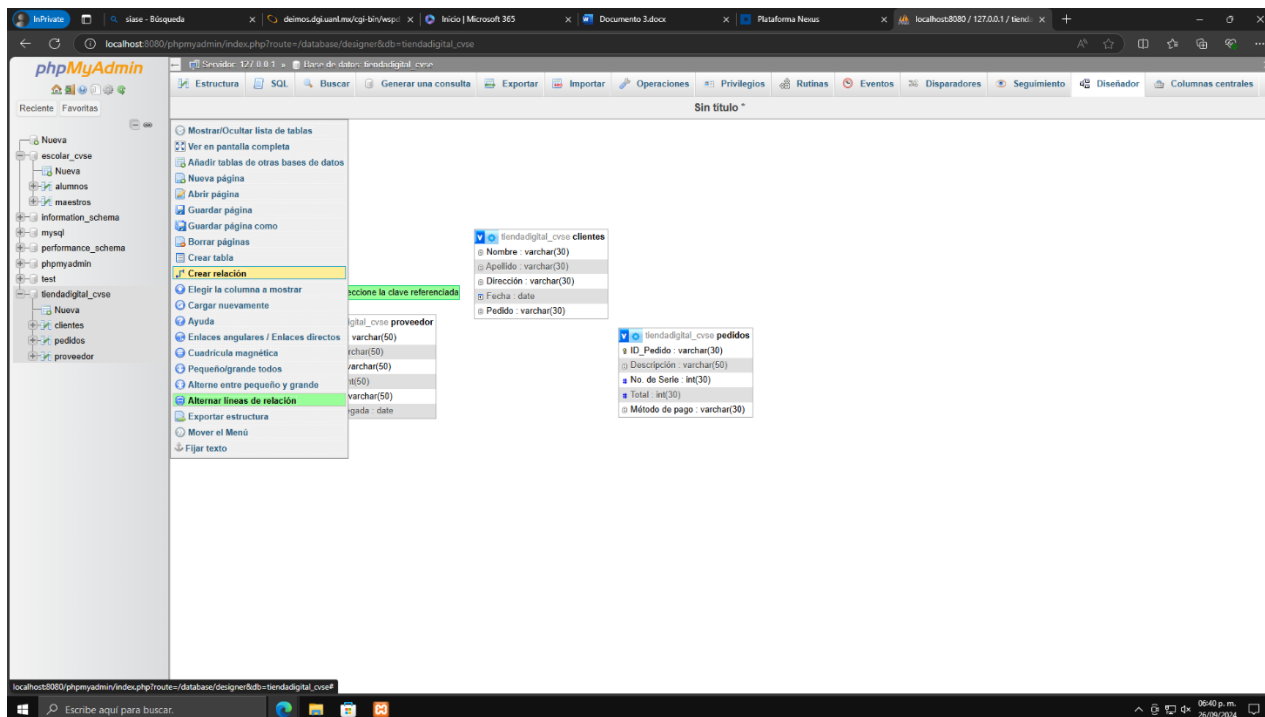 InPrivate
siase - Búsqueda
deimos.dgi.uanl.mx/cgi-bin/wspd
Inicio | Microsoft 365
Documento 3.docx
Plataforma Nexus
localhost:8080 / 127.0.0.1 / tienda
localhost:8080/phpmyadmin/index.php?route=/database/designer&db=tiendadigital_cvse
phpMyAdmin
Reciente Favoritas
Nueva
escolar_cvse
Nueva
alumnos
maestros
information_schema
mysql
performance_schema
phpmyadmin
test
tiendadigital_cvse
Nueva
clientes
pedidos
proveedor
Servidor: 127.0.0.1 » Base de datos: tiendadigital_cvse
Estructura SQL Buscar Generar una consulta Exportar Importar Operaciones Privilegios Rutinas Eventos Disparadores Seguimiento Diseñador Columnas centrales
Sin título *
Mostrar/Ocultar lista de tablas
Ver en pantalla completa
Añadir tablas de otras bases de datos
Nueva página
Abrir página
Guardar página
Guardar página como
Borrar páginas
Crear tabla
Crear relación
Elegir la columna a mostrar
Cargar nuevamente
Ayuda
Enlaces angulares / Enlaces directos
Cuadrícula magnética
Pequeño/grande todos
Alterne entre pequeño y grande
Alternar líneas de relación
Exportar estructura
Mover el Menú
Fijar texto
eccione la clave referenciada
igital_cvse proveedor
varchar(50)
rchar(50)
varchar(50)
nt(50)
varchar(50)
egada : date
tiendadigital_cvse clientes
Nombre : varchar(30)
Apellido : varchar(30)
Dirección : varchar(30)
Fecha : date
Pedido : varchar(30)
tiendadigital_cvse pedidos
ID_Pedido : varchar(30)
Descripción : varchar(50)
No. de Serie : int(30)
Total : int(30)
Método de pago : varchar(30)
localhost:8080/phpmyadmin/index.php?route=/database/designer&db=tiendadigital_cvse#
Escribe aquí para buscar.
06:40 p. m.
26/09/2024